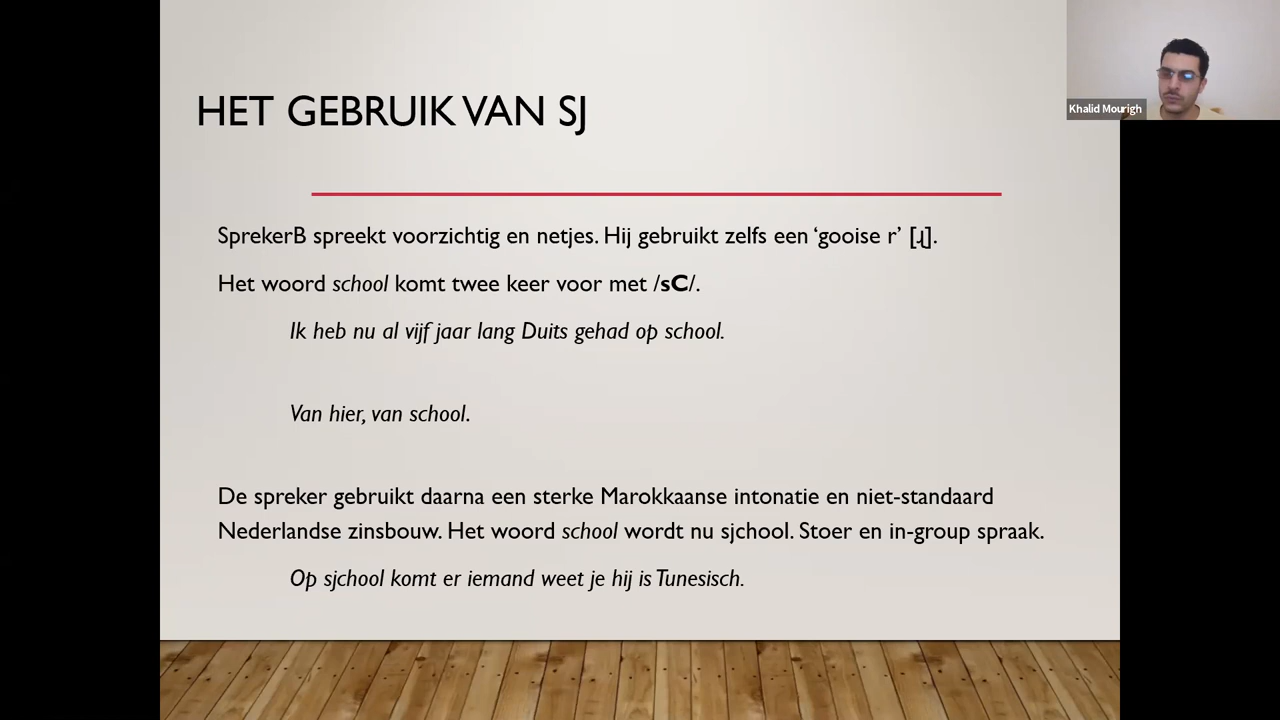 Khalid Mourigh
HET GEBRUIK VAN SJ
SprekerB spreekt voorzichtig en netjes. Hij gebruikt zelfs een ‘gooise r’ [ɻ].
Het woord school komt twee keer voor met /sC/.
Ik heb nu al vijf jaar lang Duits gehad op school.
Van hier, van school.
De spreker gebruikt daarna een sterke Marokkaanse intonatie en niet-standaard
Nederlandse zinsbouw. Het woord school wordt nu sjchool. Stoer en in-group spraak.
Op sjchool komt er iemand weet je hij is Tunesisch.